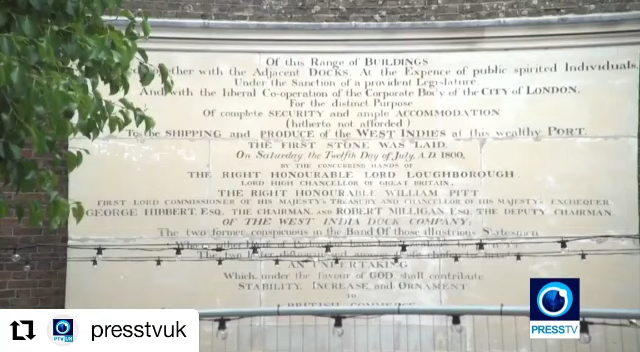 Of this Range of BUILDINGS
together with the Adjacent DOCKS, At the Expence of public spirited Individuals
Under the Sanction of a provident Legislature
And with the liberal Co-operation of the Corporate Body of the CITY of LONDON.
For the distinct Purpose
Of complete SECURITY and ample ACCOMMODATION
(hitherto not afforded)
To the SHIPPING and PRODUCE of the WEST INDIES at this wealthy PORT.
THE FIRST STONE WAS LAID.
On Saturday the Twelfth Day of July, A.D 1800,
BY THE CONCURRING HANDS OF
THE RIGHT HONOURABLE LORD LOUGHBOROUGH
LORD HIGH CHANCELLOR OF GREAT BRITAIN,
THE RIGHT HONOURABLE WILLIAM PITT
FIRST LORD COMMISSIONER OF HIS MAJESTY'S TREASURY AND CHANCELLOR OF HIS MAJESTY'S EXCHEQUER
GEORGE HIBBERT, ESQ. THE CHAIRMAN, AND ROBERT MILLIGAN, ESQ. THE DEPUTY CHAIRMAN
OF THE WEST INDIA DOCK COMPANY
The two former conspicuous in the Band Of those illustrious Statesmen
AN UNDERTAKING
Which, under the favour of GOD, shall contribute
STABILITY, INCREASE, and ORNAMENT
TO
BRITISH COMMERCE
PRESSTV
PTV UK
presstvuk